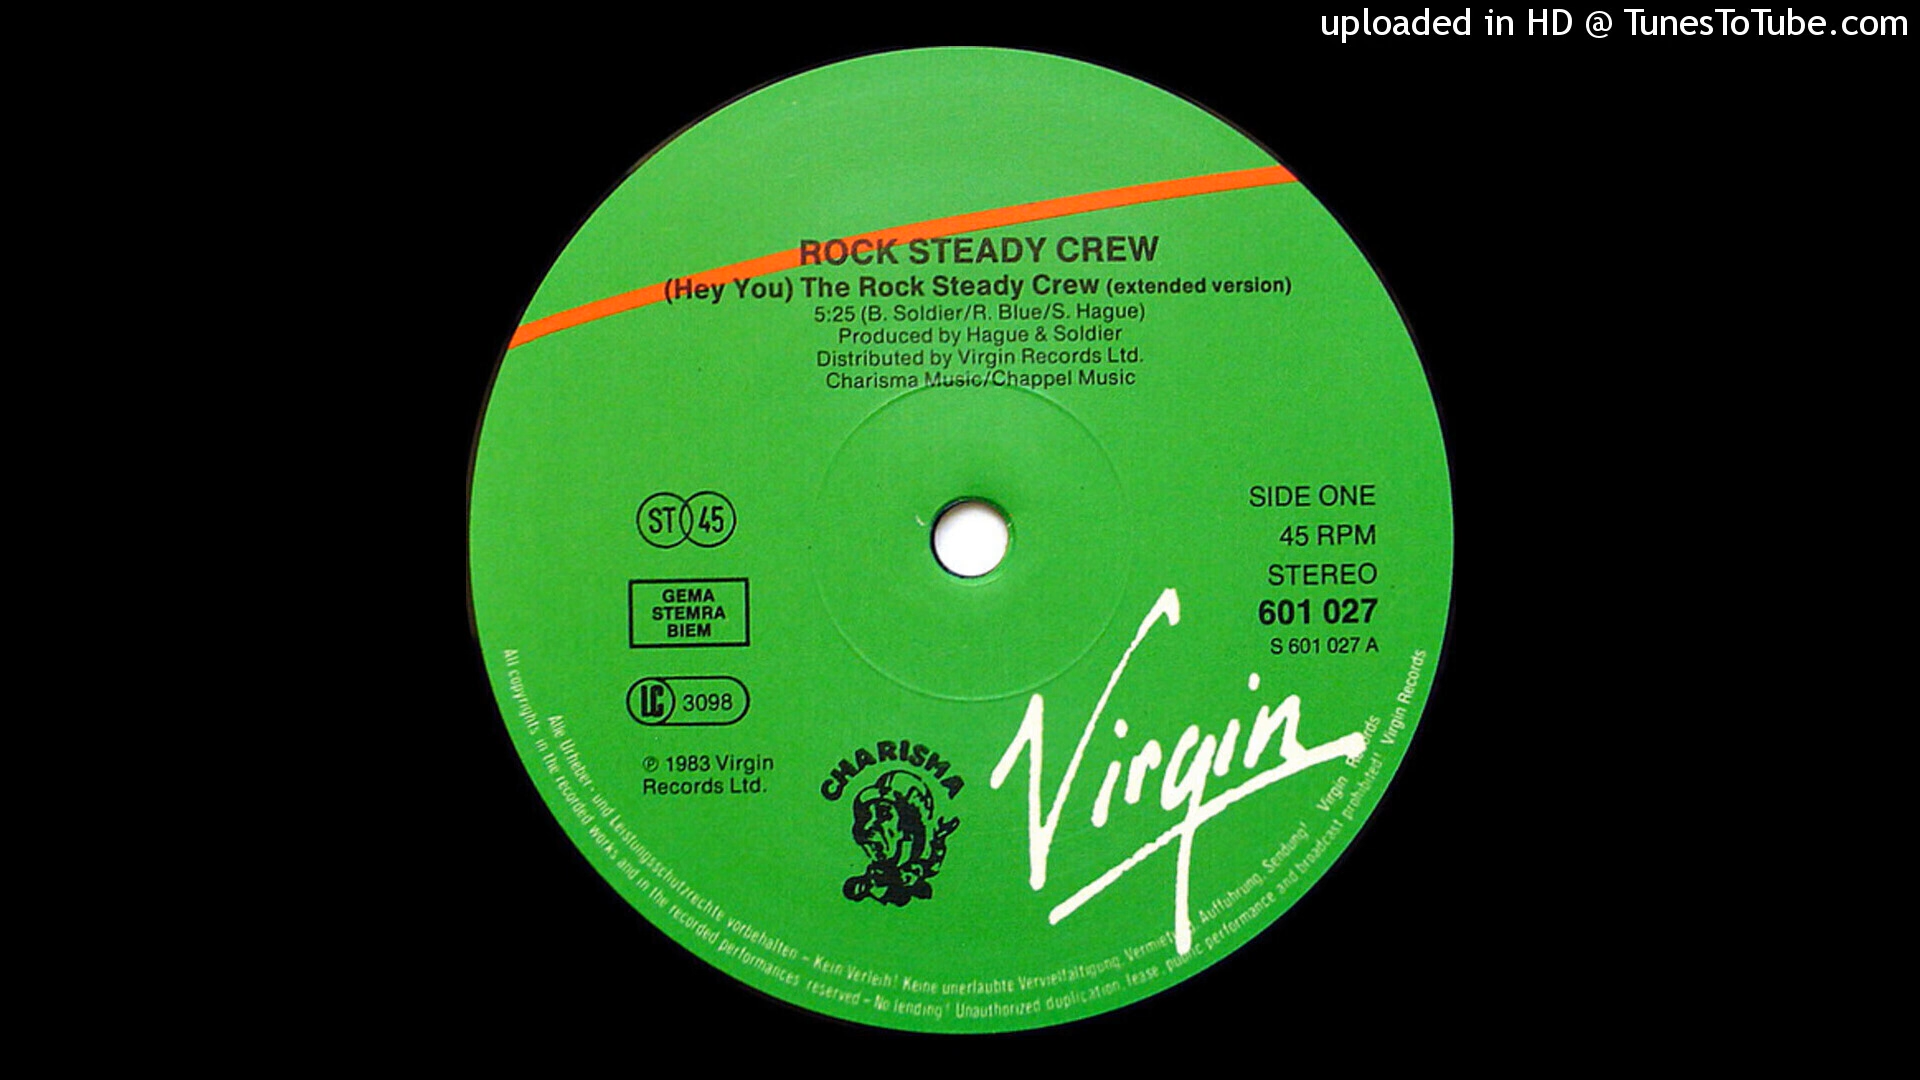 uploaded in HD @ TunesToTube.com
ROCK STEADY CREW
(Hey You) The Rock Steady Crew (extended version)
5:25 (B. Soldier/R. Blue/S. Hague)
Produced by Hague & Soldier
Distributed by Virgin Records Ltd.
Charisma Music/Chappel Music
ST 45
GEMA
STEMRA
BIEM
LC 3098
℗ 1983 Virgin
Records Ltd.
SIDE ONE
45 RPM
STEREO
601 027
S 601 027 A
CHARISMA
Virgin
Alle Urheber- und Leistungsschutzrechte vorbehalten – Kein Verleih! Keine unerlaubte Vervielfältigung, Vermietung, Aufführung, Sendung! Virgin Records
All copyrights in the recorded works and in the recorded performances reserved – No lending! Unauthorized duplication, lease, public performance and broadcast prohibited! Virgin Records